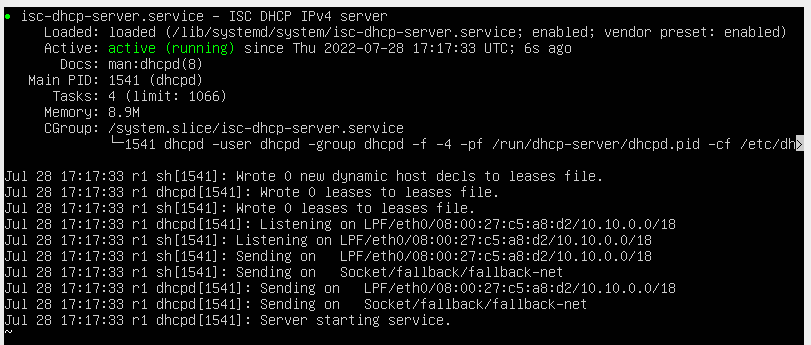 ● isc-dhcp-server.service - ISC DHCP IPv4 server
Loaded: loaded (/lib/systemd/system/isc-dhcp-server.service; enabled; vendor preset: enabled)
Active: active (running) since Thu 2022-07-28 17:17:33 UTC; 6s ago
Docs: man:dhcpd(8)
Main PID: 1541 (dhcpd)
Tasks: 4 (limit: 1066)
Memory: 8.9M
CGroup: /system.slice/isc-dhcp-server.service
└─1541 dhcpd -user dhcpd -group dhcpd -f -4 -pf /run/dhcp-server/dhcpd.pid -cf /etc/dh>
Jul 28 17:17:33 r1 sh[1541]: Wrote 0 new dynamic host decls to leases file.
Jul 28 17:17:33 r1 dhcpd[1541]: Wrote 0 leases to leases file.
Jul 28 17:17:33 r1 sh[1541]: Wrote 0 leases to leases file.
Jul 28 17:17:33 r1 dhcpd[1541]: Listening on LPF/eth0/08:00:27:c5:a8:d2/10.10.0.0/18
Jul 28 17:17:33 r1 sh[1541]: Listening on LPF/eth0/08:00:27:c5:a8:d2/10.10.0.0/18
Jul 28 17:17:33 r1 sh[1541]: Sending on   LPF/eth0/08:00:27:c5:a8:d2/10.10.0.0/18
Jul 28 17:17:33 r1 sh[1541]: Sending on   Socket/fallback/fallback-net
Jul 28 17:17:33 r1 dhcpd[1541]: Sending on   LPF/eth0/08:00:27:c5:a8:d2/10.10.0.0/18
Jul 28 17:17:33 r1 dhcpd[1541]: Sending on   Socket/fallback/fallback-net
Jul 28 17:17:33 r1 dhcpd[1541]: Server starting service.
~